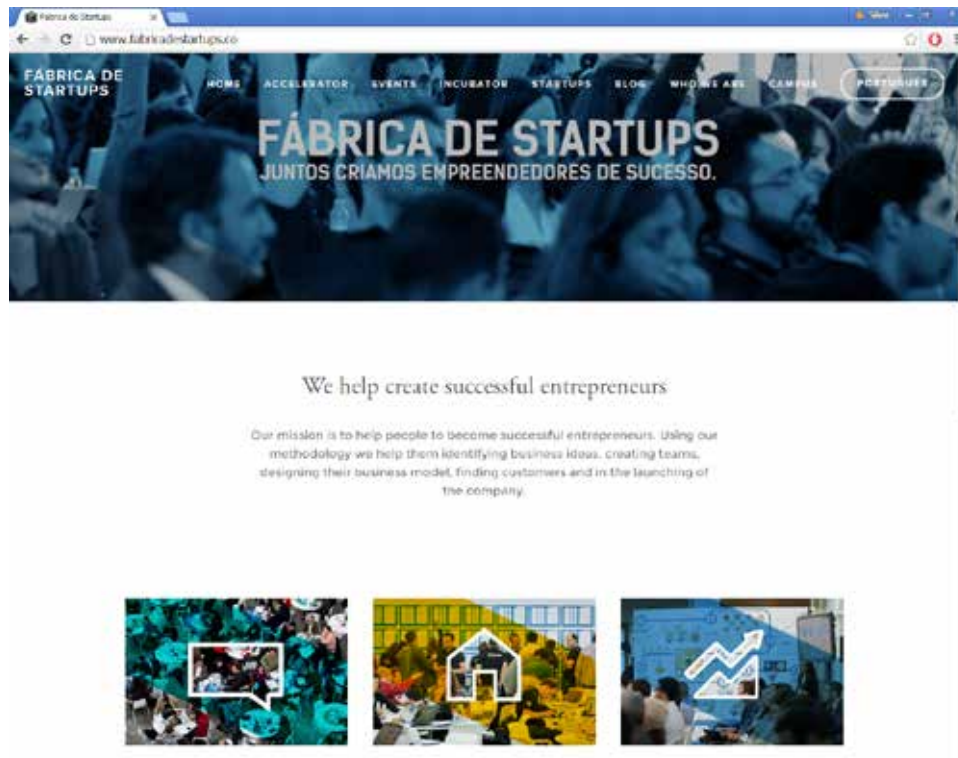 Fabrica de Startups
www.fabricadestartups.co
FÁBRICA DE
STARTUPS
HOME ACCELERATOR EVENTS INCUBATOR STARTUPS BLOG WHO WE ARE CAMPUS PORTUGUES
FÁBRICA DE STARTUPS
JUNTOS CRIAMOS EMPREENDEDORES DE SUCESSO.
We help create successful entrepreneurs
Our mission is to help people to become successful entrepreneurs. Using our
methodology we help them identifying business ideas, creating teams,
designing their business model, finding customers and in the launching of
the company.